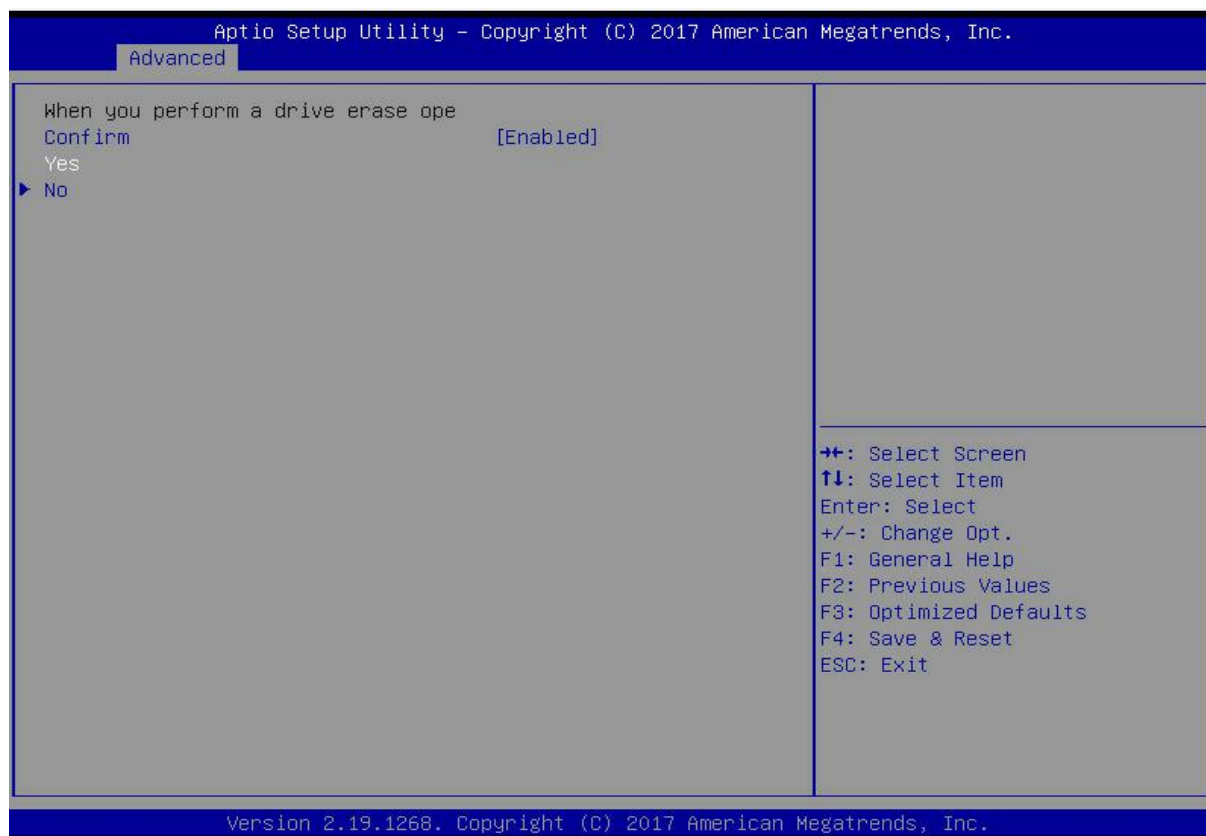 Aptio Setup Utility – Copyright (C) 2017 American Megatrends, Inc.
Advanced
When you perform a drive erase ope
Confirm [Enabled]
Yes
▶ No
→←: Select Screen
↑↓: Select Item
Enter: Select
+/-: Change Opt.
F1: General Help
F2: Previous Values
F3: Optimized Defaults
F4: Save & Reset
ESC: Exit
Version 2.19.1268. Copyright (C) 2017 American Megatrends, Inc.